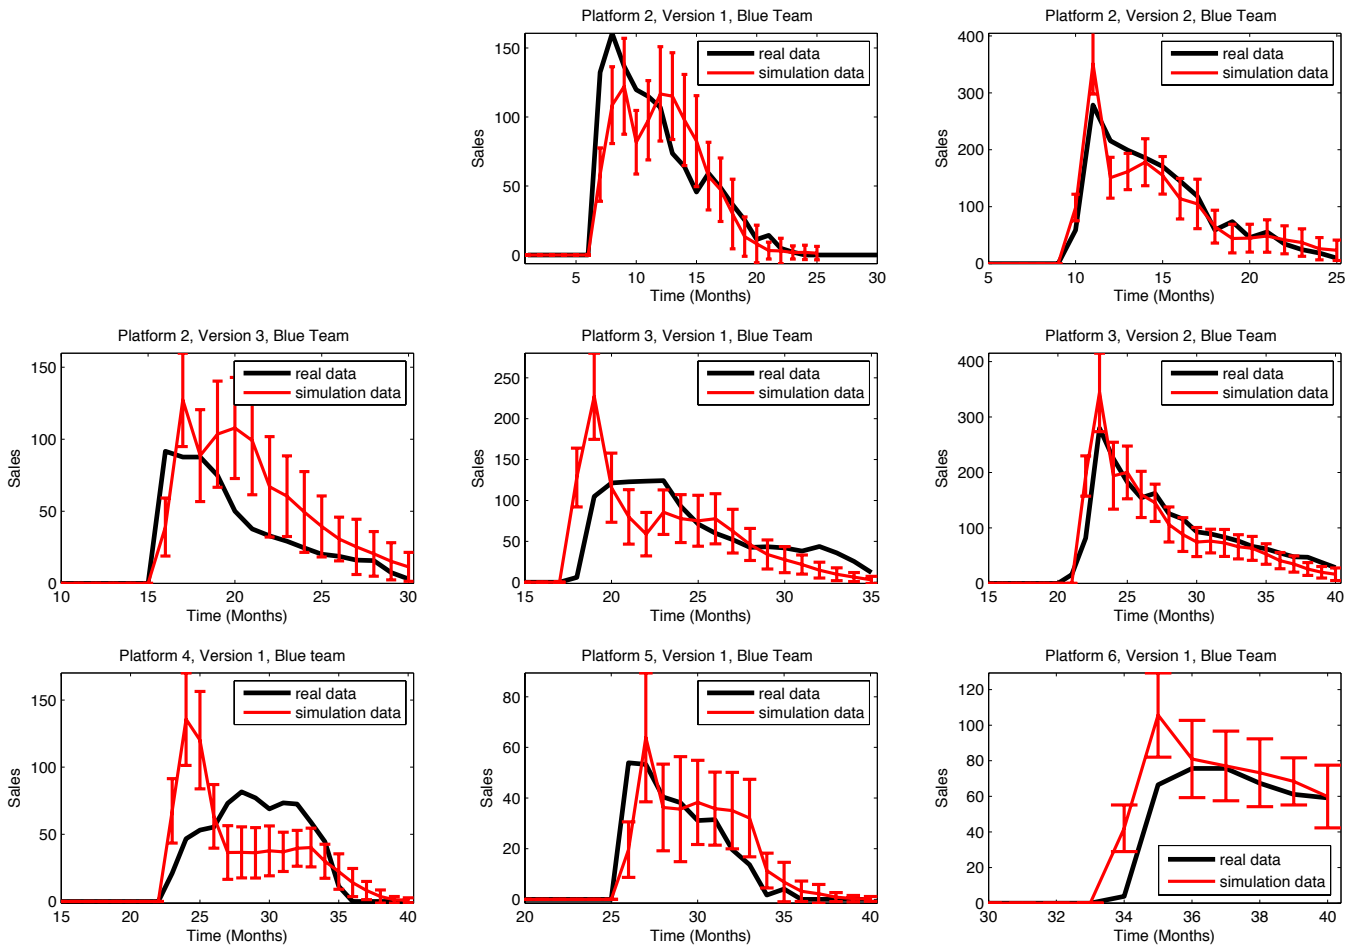 Platform 2, Version 1, Blue Team
150
100
50
0
Sales
5 10 15 20 25 30
Time (Months)
real data
simulation data
Platform 2, Version 2, Blue Team
400
300
200
100
0
Sales
5 10 15 20 25
Time (Months)
real data
simulation data
Platform 2, Version 3, Blue Team
150
100
50
0
Sales
10 15 20 25 30
Time (Months)
real data
simulation data
Platform 3, Version 1, Blue Team
250
200
150
100
50
0
Sales
15 20 25 30 35
Time (Months)
real data
simulation data
Platform 3, Version 2, Blue Team
400
300
200
100
0
Sales
15 20 25 30 35 40
Time (Months)
real data
simulation data
Platform 4, Version 1, Blue team
150
100
50
0
Sales
15 20 25 30 35 40
Time (Months)
real data
simulation data
Platform 5, Version 1, Blue Team
80
60
40
20
0
Sales
20 25 30 35 40
Time (Months)
real data
simulation data
Platform 6, Version 1, Blue Team
120
100
80
60
40
20
0
Sales
30 32 34 36 38 40
Time (Months)
real data
simulation data